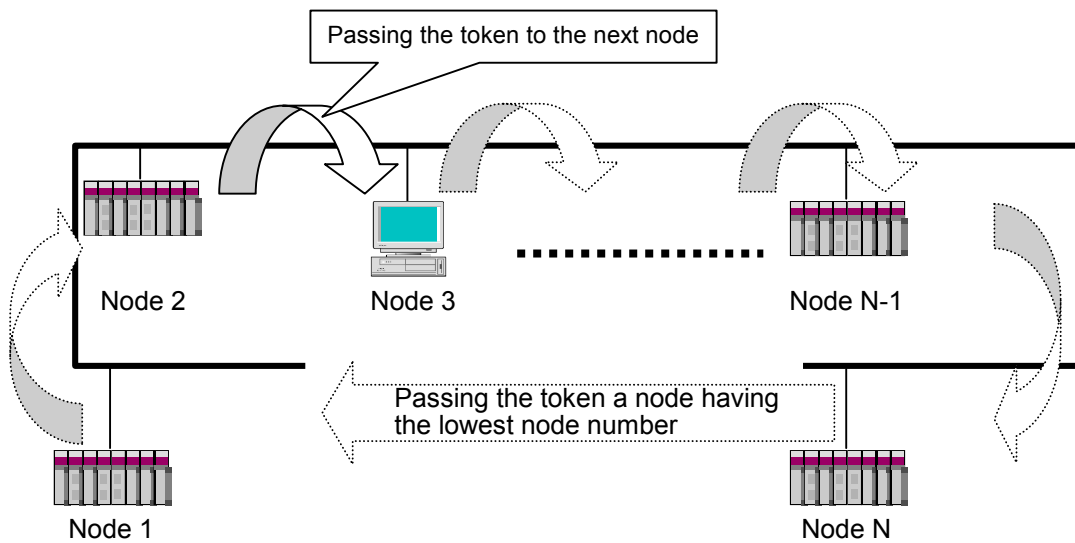 Passing the token to the next node
Node 2
Node 3
Node N-1
Passing the token a node having
the lowest node number
Node 1
Node N